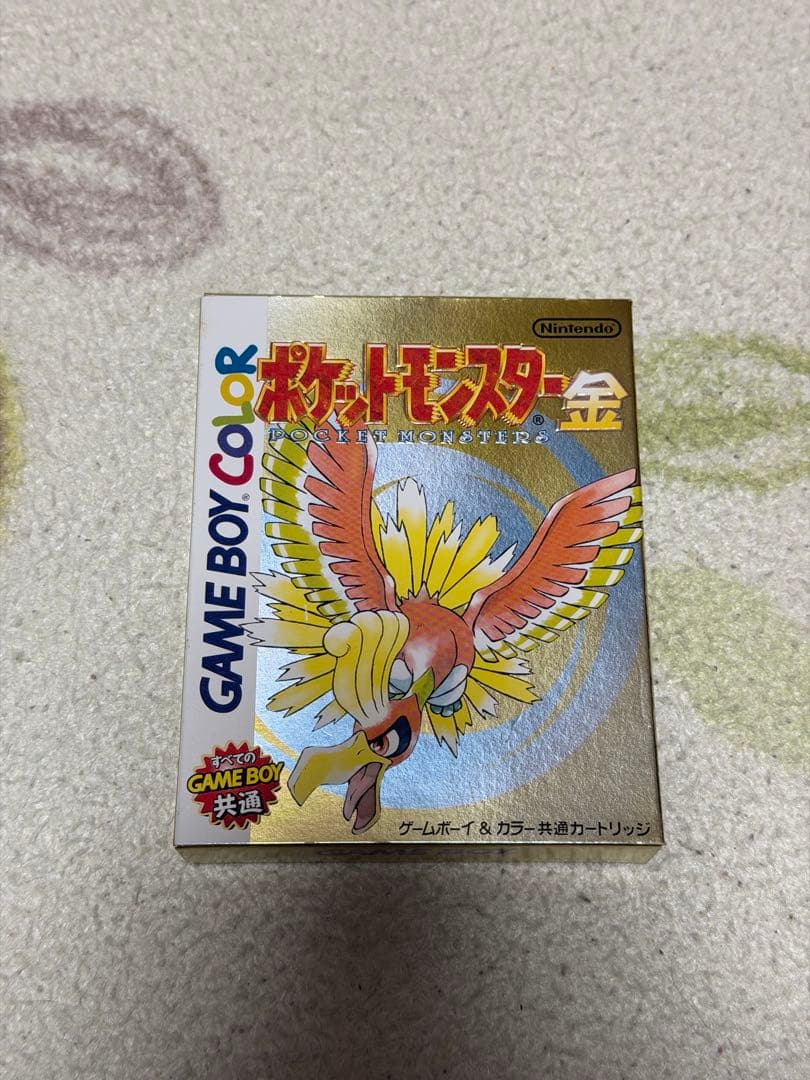 Nintendo
ポケットモンスター金
®
POCKET MONSTERS
GAME BOY® COLOR
すべての
GAME BOY
共通
ゲームボーイ & カラー共通カートリッジ